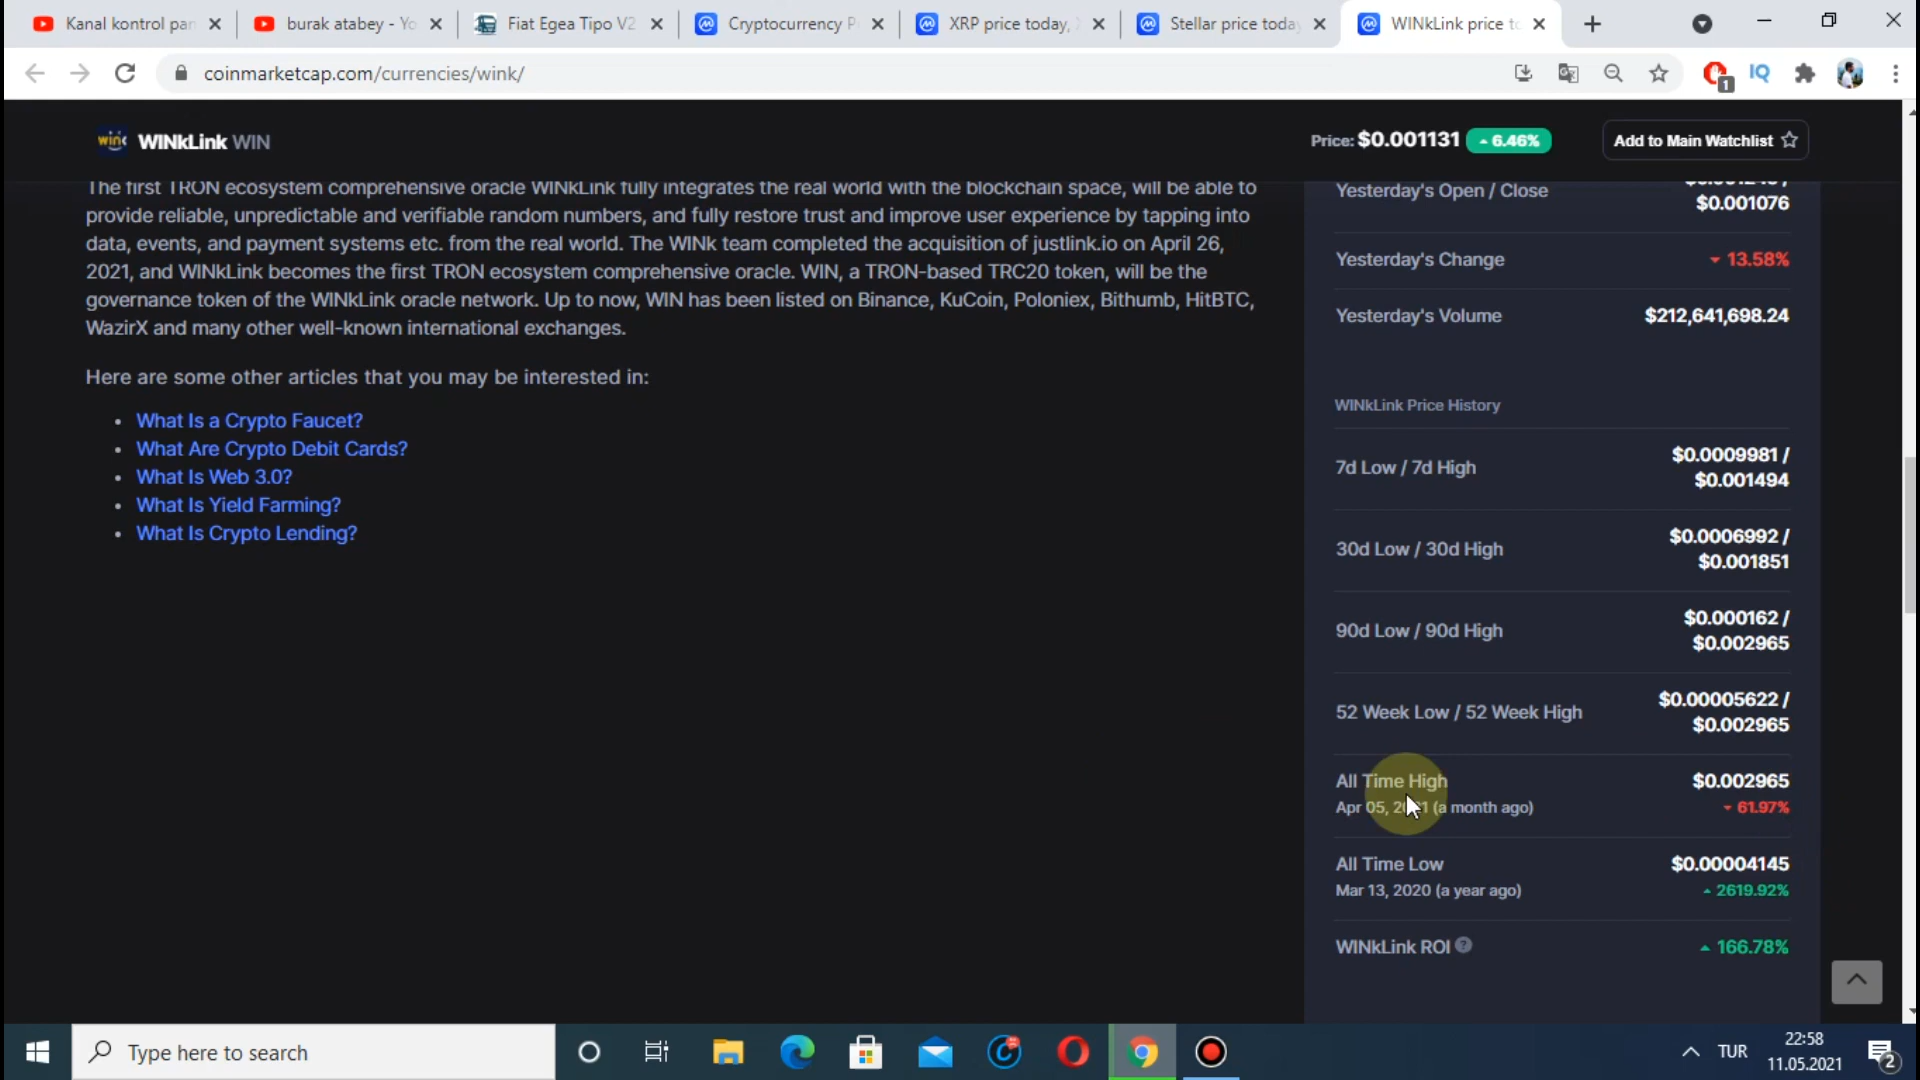 Kanal kontrol pan
burak atabey - Yo
Fiat Egea Tipo V2
Cryptocurrency P
XRP price today,
Stellar price today
WINkLink price to
coinmarketcap.com/currencies/wink/
1
IQ
WINkLink WIN
Price: $0.001131 6.46%
Add to Main Watchlist
The first TRON ecosystem comprehensive oracle WINkLink fully integrates the real world with the blockchain space, will be able to
provide reliable, unpredictable and verifiable random numbers, and fully restore trust and improve user experience by tapping into
data, events, and payment systems etc. from the real world. The WINk team completed the acquisition of justlink.io on April 26,
2021, and WINkLink becomes the first TRON ecosystem comprehensive oracle. WIN, a TRON-based TRC20 token, will be the
governance token of the WINkLink oracle network. Up to now, WIN has been listed on Binance, KuCoin, Poloniex, Bithumb, HitBTC,
WazirX and many other well-known international exchanges.
Here are some other articles that you may be interested in:
What Is a Crypto Faucet?
What Are Crypto Debit Cards?
What Is Web 3.0?
What Is Yield Farming?
What Is Crypto Lending?
Yesterday's Open / Close
$0.001076
Yesterday's Change 13.58%
Yesterday's Volume $212,641,698.24
WINkLink Price History
7d Low / 7d High $0.0009981 /
$0.001494
30d Low / 30d High $0.0006992 /
$0.001851
90d Low / 90d High $0.000162 /
$0.002965
52 Week Low / 52 Week High $0.00005622 /
$0.002965
All Time High $0.002965
Apr 05, 2021 (a month ago) 61.97%
All Time Low $0.00004145
Mar 13, 2020 (a year ago) 2619.92%
WINkLink ROI 166.78%
Type here to search
TUR
22:58
11.05.2021
2